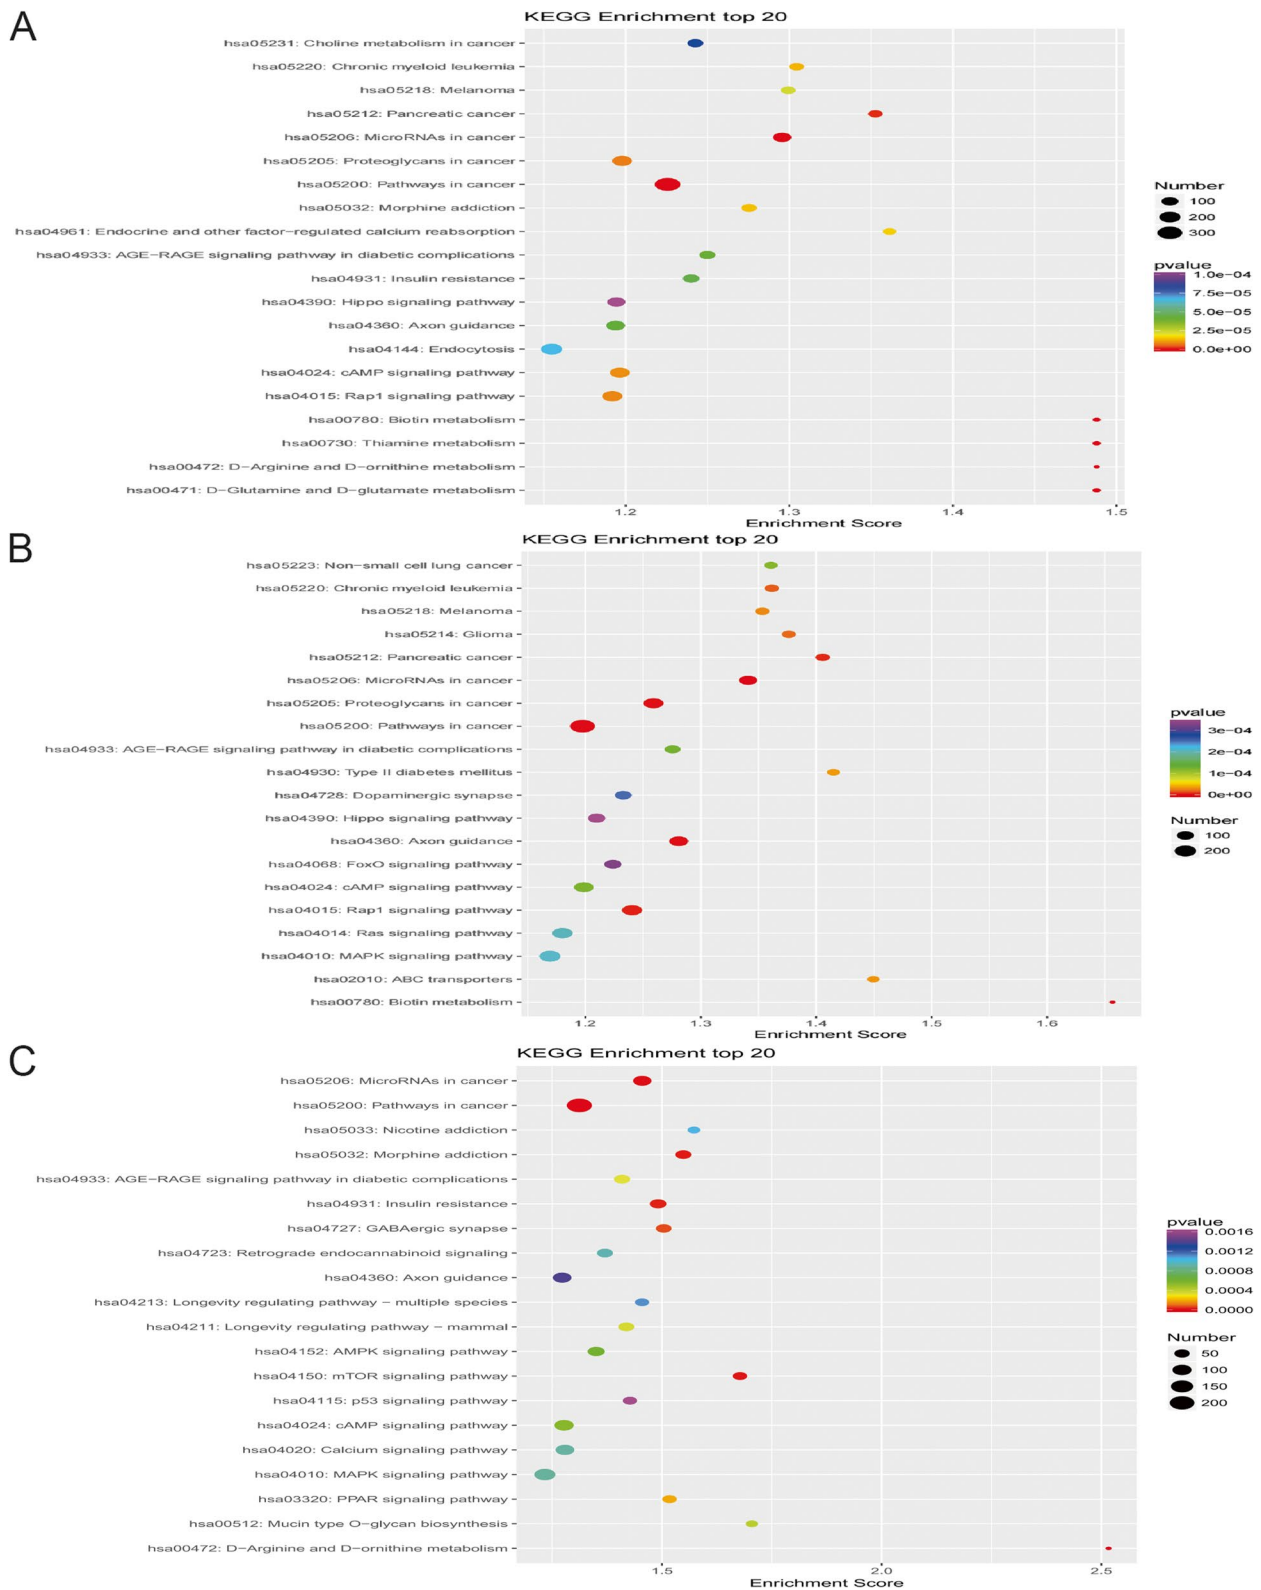 A
KEGG Enrichment top 20
hsa05231: Choline metabolism in cancer
hsa05220: Chronic myeloid leukemia
hsa05218: Melanoma
hsa05212: Pancreatic cancer
hsa05206: MicroRNAs in cancer
hsa05205: Proteoglycans in cancer
hsa05200: Pathways in cancer
hsa05032: Morphine addiction
hsa04961: Endocrine and other factor−regulated calcium reabsorption
hsa04933: AGE−RAGE signaling pathway in diabetic complications
hsa04931: Insulin resistance
hsa04390: Hippo signaling pathway
hsa04360: Axon guidance
hsa04144: Endocytosis
hsa04024: cAMP signaling pathway
hsa04015: Rap1 signaling pathway
hsa00780: Biotin metabolism
hsa00730: Thiamine metabolism
hsa00472: D−Arginine and D−ornithine metabolism
hsa00471: D−Glutamine and D−glutamate metabolism
1.2 1.3 1.4 1.5
Enrichment Score
Number
100
200
300
pvalue
1.0e−04
7.5e−05
5.0e−05
2.5e−05
0.0e+00
B
KEGG Enrichment top 20
hsa05223: Non−small cell lung cancer
hsa05220: Chronic myeloid leukemia
hsa05218: Melanoma
hsa05214: Glioma
hsa05212: Pancreatic cancer
hsa05206: MicroRNAs in cancer
hsa05205: Proteoglycans in cancer
hsa05200: Pathways in cancer
hsa04933: AGE−RAGE signaling pathway in diabetic complications
hsa04930: Type II diabetes mellitus
hsa04728: Dopaminergic synapse
hsa04390: Hippo signaling pathway
hsa04360: Axon guidance
hsa04068: FoxO signaling pathway
hsa04024: cAMP signaling pathway
hsa04015: Rap1 signaling pathway
hsa04014: Ras signaling pathway
hsa04010: MAPK signaling pathway
hsa02010: ABC transporters
hsa00780: Biotin metabolism
1.2 1.3 1.4 1.5 1.6
Enrichment Score
pvalue
3e−04
2e−04
1e−04
0e+00
Number
100
200
C
KEGG Enrichment top 20
hsa05206: MicroRNAs in cancer
hsa05200: Pathways in cancer
hsa05033: Nicotine addiction
hsa05032: Morphine addiction
hsa04933: AGE−RAGE signaling pathway in diabetic complications
hsa04931: Insulin resistance
hsa04727: GABAergic synapse
hsa04723: Retrograde endocannabinoid signaling
hsa04360: Axon guidance
hsa04213: Longevity regulating pathway − multiple species
hsa04211: Longevity regulating pathway − mammal
hsa04152: AMPK signaling pathway
hsa04150: mTOR signaling pathway
hsa04115: p53 signaling pathway
hsa04024: cAMP signaling pathway
hsa04020: Calcium signaling pathway
hsa04010: MAPK signaling pathway
hsa03320: PPAR signaling pathway
hsa00512: Mucin type O−glycan biosynthesis
hsa00472: D−Arginine and D−ornithine metabolism
1.5 2.0 2.5
Enrichment Score
pvalue
0.0016
0.0012
0.0008
0.0004
0.0000
Number
50
100
150
200